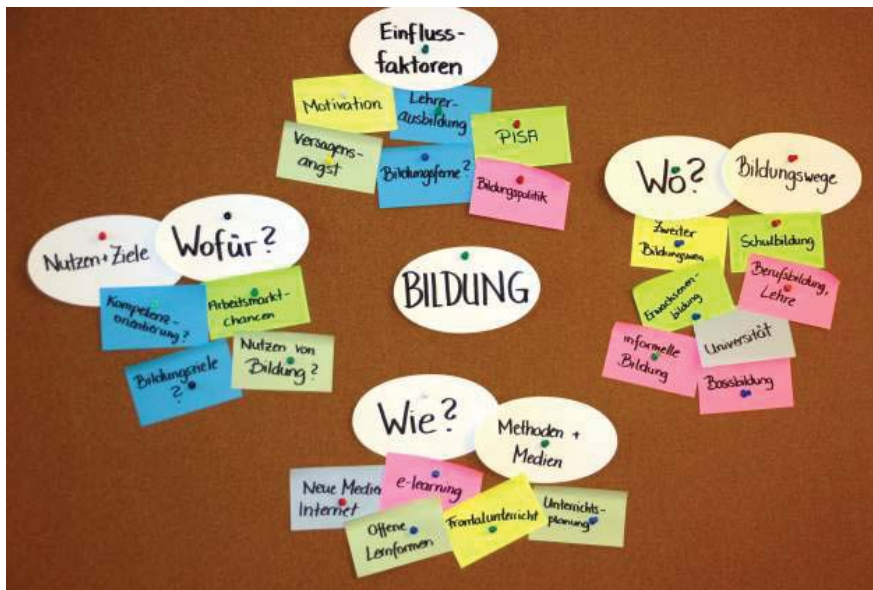 Einfluss-
faktoren
Motivation
Lehrer-
ausbildung
PISA
Versagens-
angst
Bildungsferne?
Bildungspolitik
Wo?
Bildungswege
Zweiter
Bildungsweg
Schulbildung
Erwachsenen-
bildung
Berufsbildung,
Lehre
Universität
informelle
Bildung
Basisbildung
Nutzen+Ziele
Wofür?
Kompetenz-
orientierung?
Arbeitsmarkt-
chancen
Bildungsziele
?
Nutzen von
Bildung?
BILDUNG
Wie?
Methoden +
Medien
Neue Medien
Internet
e-learning
Offene
Lernformen
Frontalunterricht
Unterrichts-
planung